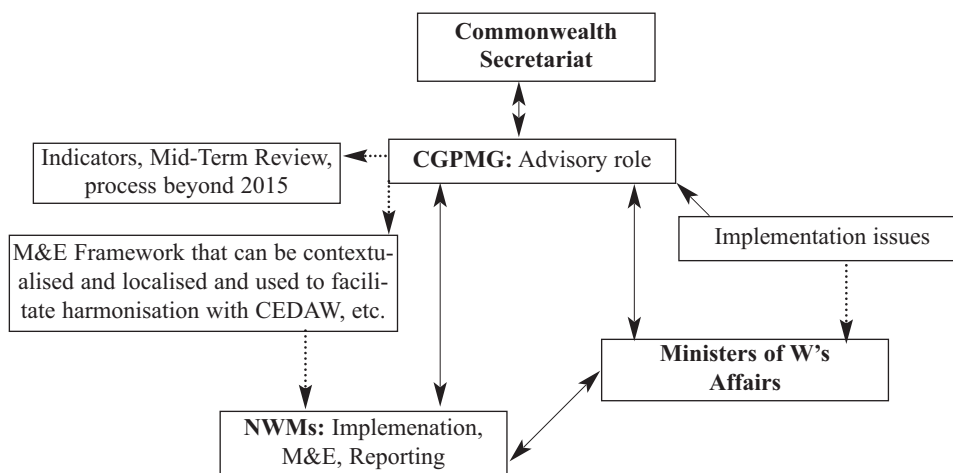 Commonwealth
Secretariat
CGPMG: Advisory role
Indicators, Mid-Term Review,
process beyond 2015
Implementation issues
M&E Framework that can be contextu-
alised and localised and used to facili-
tate harmonisation with CEDAW, etc.
Ministers of W's
Affairs
NWMs: Implemenation,
M&E, Reporting